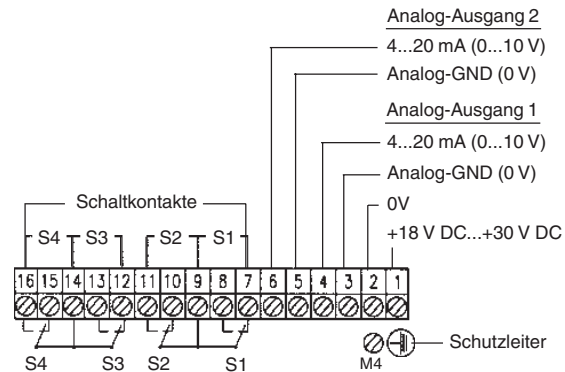 Analog-Ausgang 2
4...20 mA (0...10 V)
Analog-GND (0 V)
Analog-Ausgang 1
4...20 mA (0...10 V)
Analog-GND (0 V)
0V
+18 V DC...+30 V DC
Schaltkontakte
S4 S3 S2 S1
16 15 14 13 12 11 10 9 8 7 6 5 4 3 2 1
S4 S3 S2 S1
M4
Schutzleiter